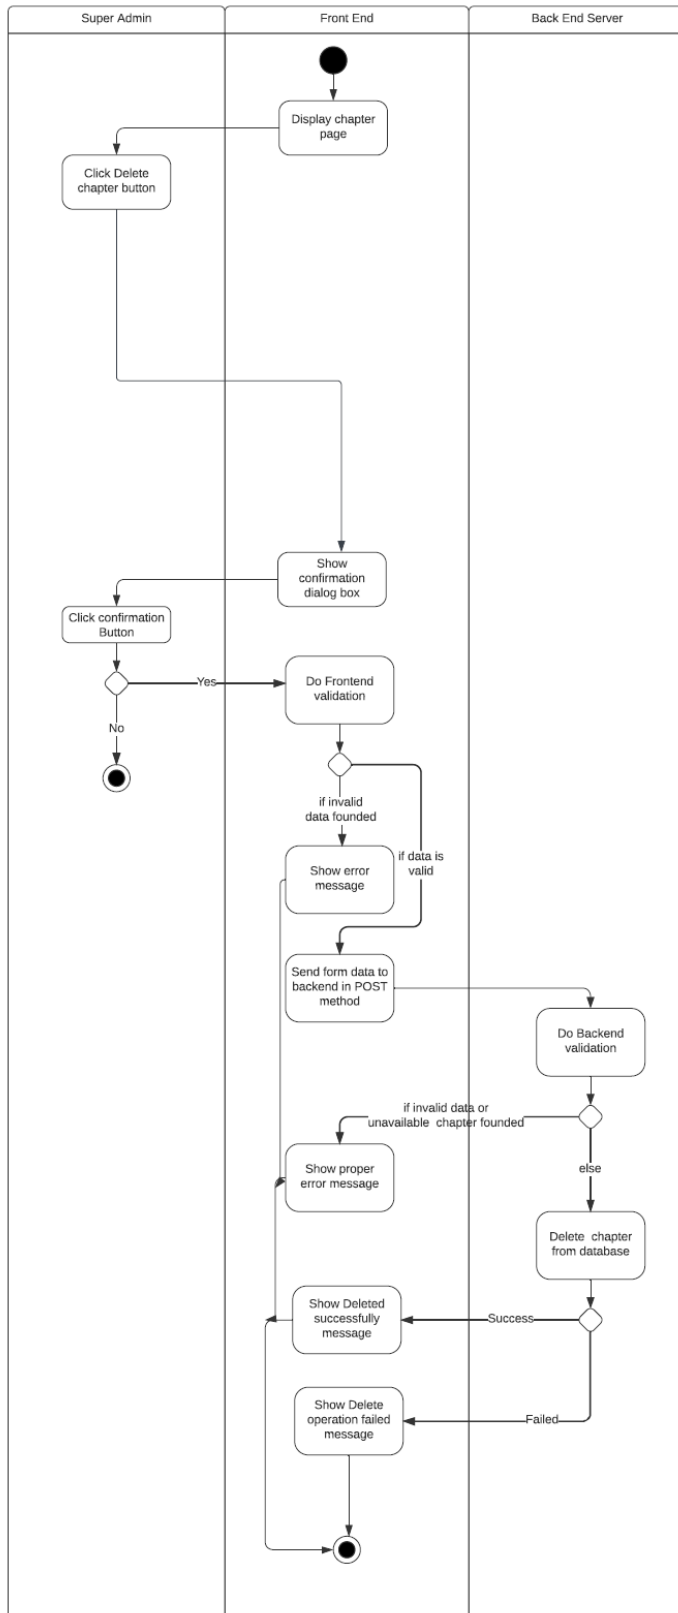 Super Admin
Front End
Back End Server
Display chapter
page
Click Delete
chapter button
Show
confirmation
dialog box
Click confirmation
Button
Yes
Do Frontend
validation
No
if invalid
data founded
if data is
valid
Show error
message
Send form data to
backend in POST
method
Do Backend
validation
if invalid data or
unavailable chapter founded
else
Show proper
error message
Delete chapter
from database
Show Deleted
successfully
message
Success
Show Delete
operation failed
message
Failed